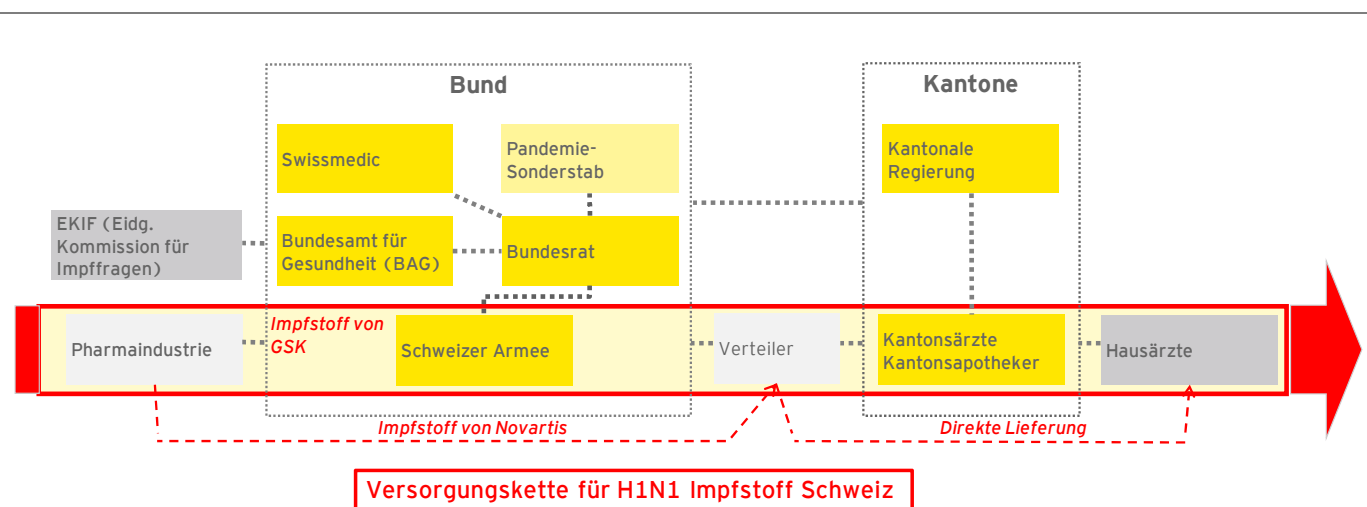 Bund
Kantone
Swissmedic
Pandemie-
Sonderstab
Kantonale
Regierung
EKIF (Eidg.
Kommission für
Impffragen)
Bundesamt für
Gesundheit (BAG)
Bundesrat
Pharmaindustrie
Impfstoff von
GSK
Schweizer Armee
Verteiler
Kantonsärzte
Kantonsapotheker
Hausärzte
Impfstoff von Novartis
Direkte Lieferung
Versorgungskette für H1N1 Impfstoff Schweiz